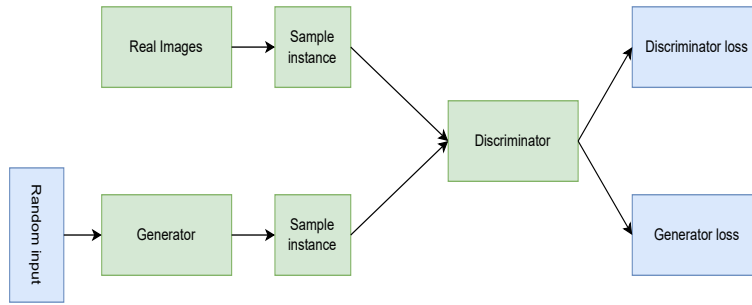 Real Images
Sample
instance
Discriminator loss
Discriminator
Random input
Generator
Sample
instance
Generator loss